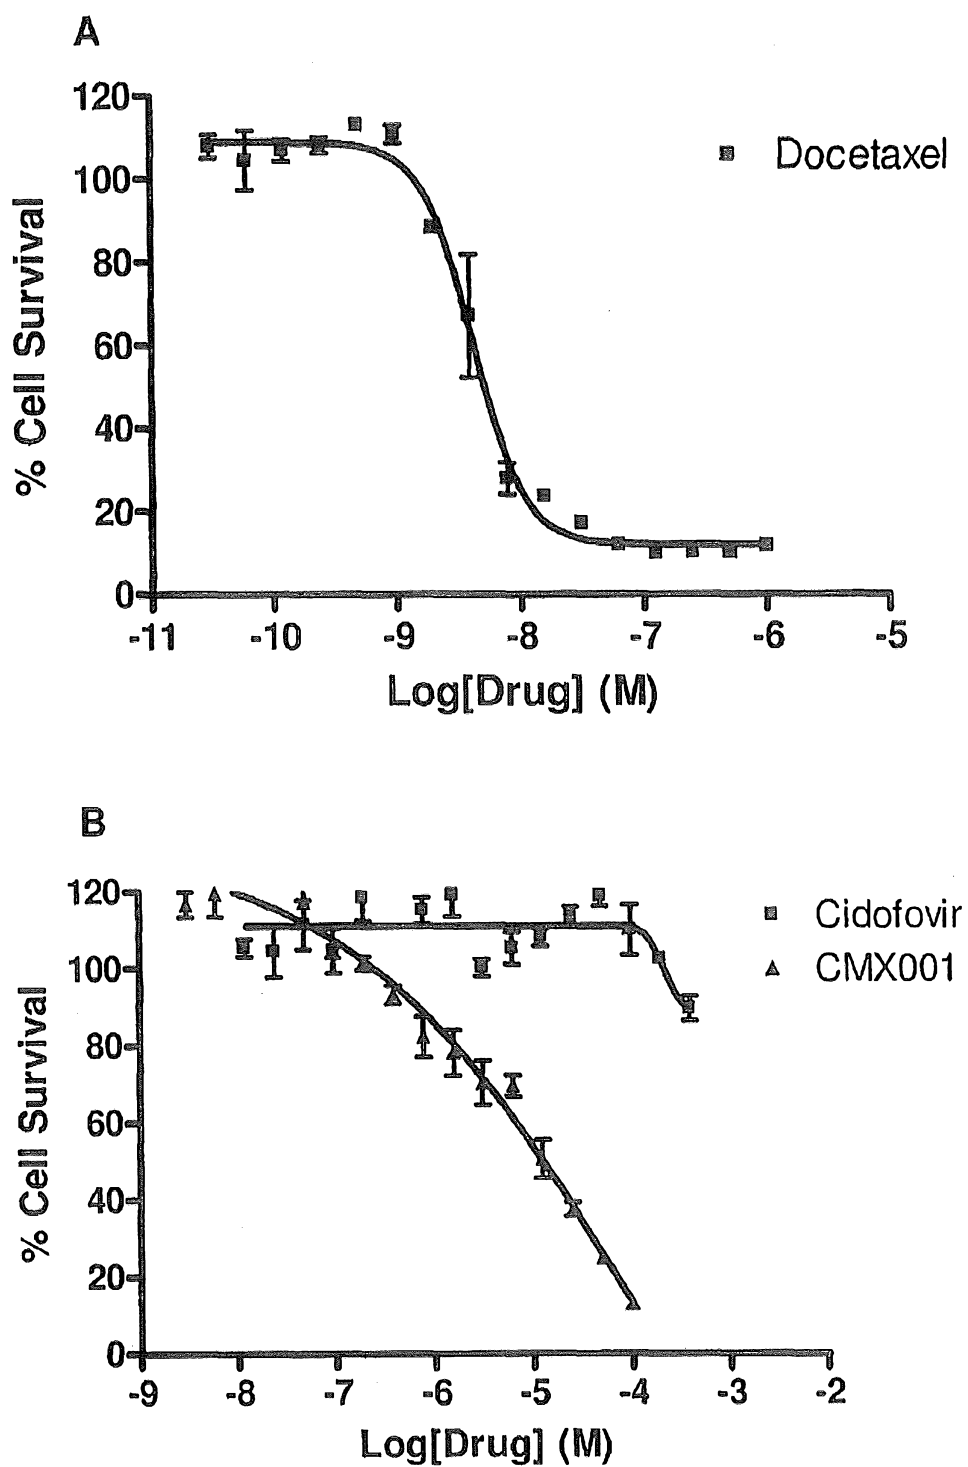 A
120
100
80
60
40
20
0
% Cell Survival
Docetaxel
-11 -10 -9 -8 -7 -6 -5
Log[Drug] (M)
B
120
100
80
60
40
20
0
% Cell Survival
Cidofovir
CMX001
-9 -8 -7 -6 -5 -4 -3 -2
Log[Drug] (M)